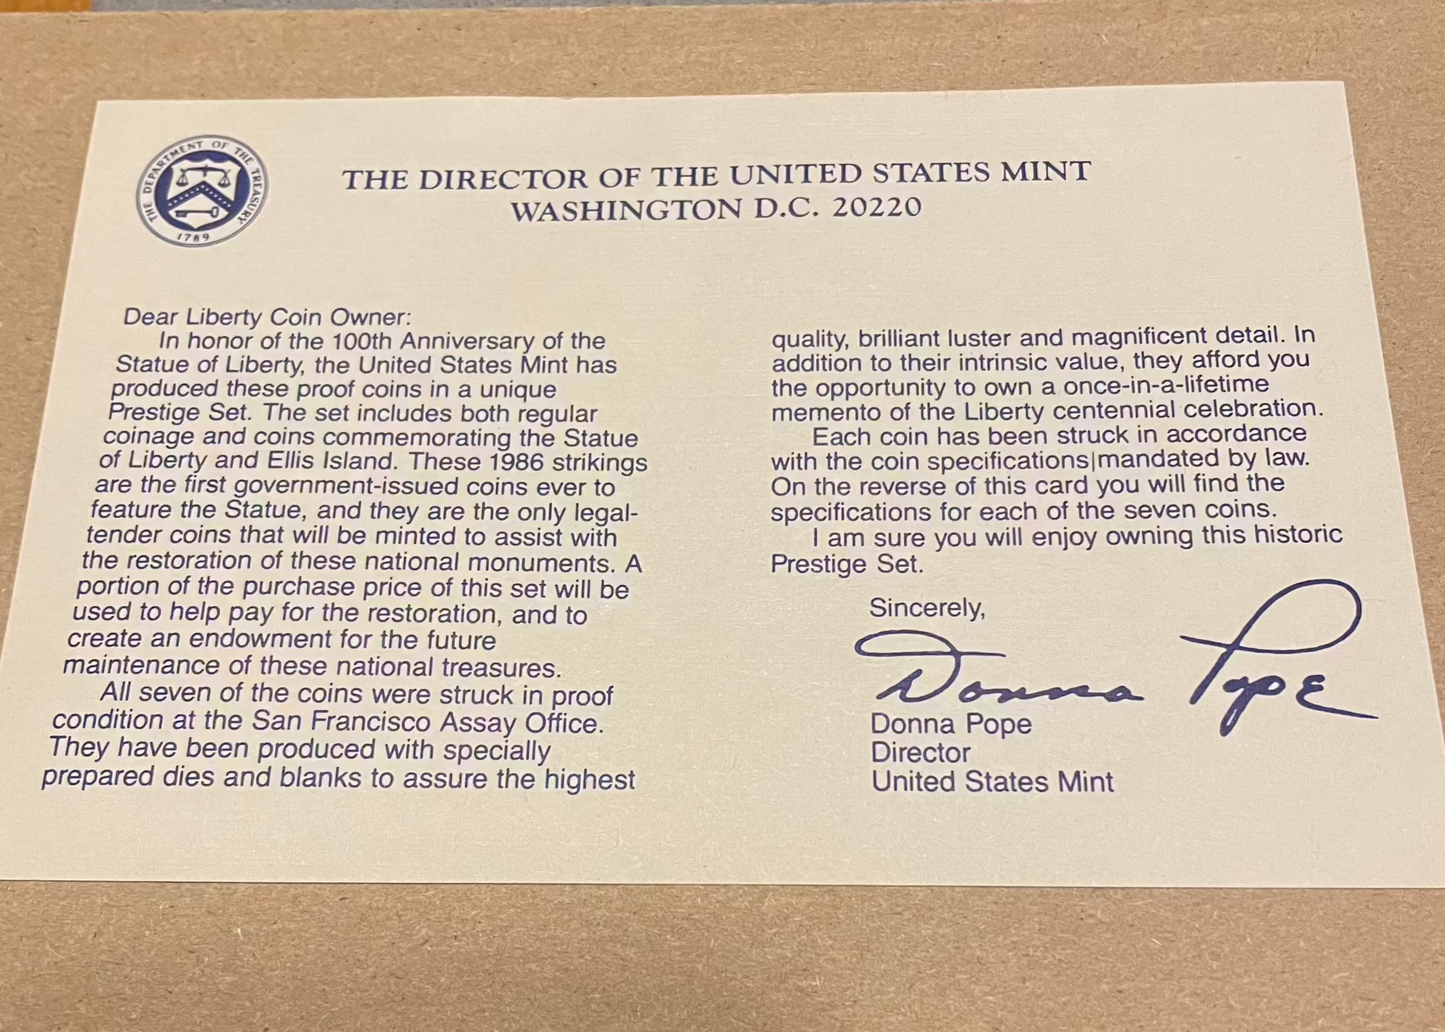 THE DEPARTMENT OF THE TREASURY
1789
THE DIRECTOR OF THE UNITED STATES MINT
WASHINGTON D.C. 20220
Dear Liberty Coin Owner:
In honor of the 100th Anniversary of the
Statue of Liberty, the United States Mint has
produced these proof coins in a unique
Prestige Set. The set includes both regular
coinage and coins commemorating the Statue
of Liberty and Ellis Island. These 1986 strikings
are the first government-issued coins ever to
feature the Statue, and they are the only legal-
tender coins that will be minted to assist with
the restoration of these national monuments. A
portion of the purchase price of this set will be
used to help pay for the restoration, and to
create an endowment for the future
maintenance of these national treasures.
All seven of the coins were struck in proof
condition at the San Francisco Assay Office.
They have been produced with specially
prepared dies and blanks to assure the highest
quality, brilliant luster and magnificent detail. In
addition to their intrinsic value, they afford you
the opportunity to own a once-in-a-lifetime
memento of the Liberty centennial celebration.
Each coin has been struck in accordance
with the coin specifications|mandated by law.
On the reverse of this card you will find the
specifications for each of the seven coins.
I am sure you will enjoy owning this historic
Prestige Set.
Sincerely,
Donna Pope
Donna Pope
Director
United States Mint